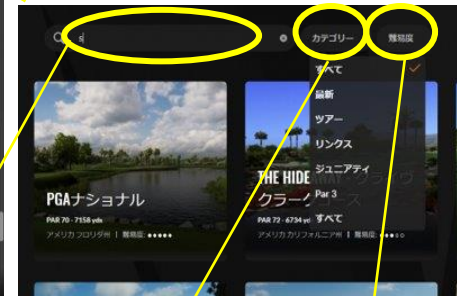 s
カテゴリー
難易度
すべて
最新
ツアー
リンクス
ジュニアティ
Par 3
すべて
PGAナショナル
PAR 70 - 7158 yds
アメリカ フロリダ州 | 難易度:
THE HIDE
クラーク
PAR 72 - 6734 yd
アメリカ カリフォルニア州 | 難易度: